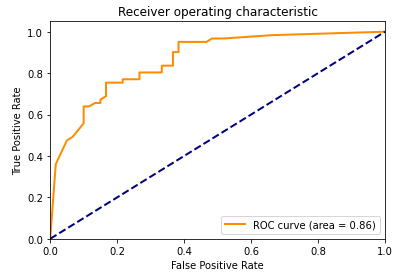 Receiver operating characteristic
1.0
0.8
0.6
0.4
0.2
0.0
True Positive Rate
ROC curve (area = 0.86)
0.0 0.2 0.4 0.6 0.8 1.0
False Positive Rate